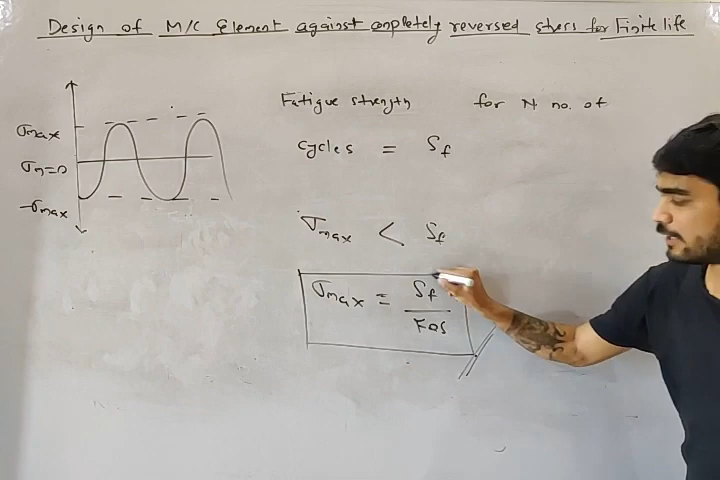 Design of M/C Element against completely reversed stress for Finite life
Fatigue strength for N no. of
cycles = Sf
σmax
σm=0
-σmax
σmax < Sf
σmax = Sf
FOS